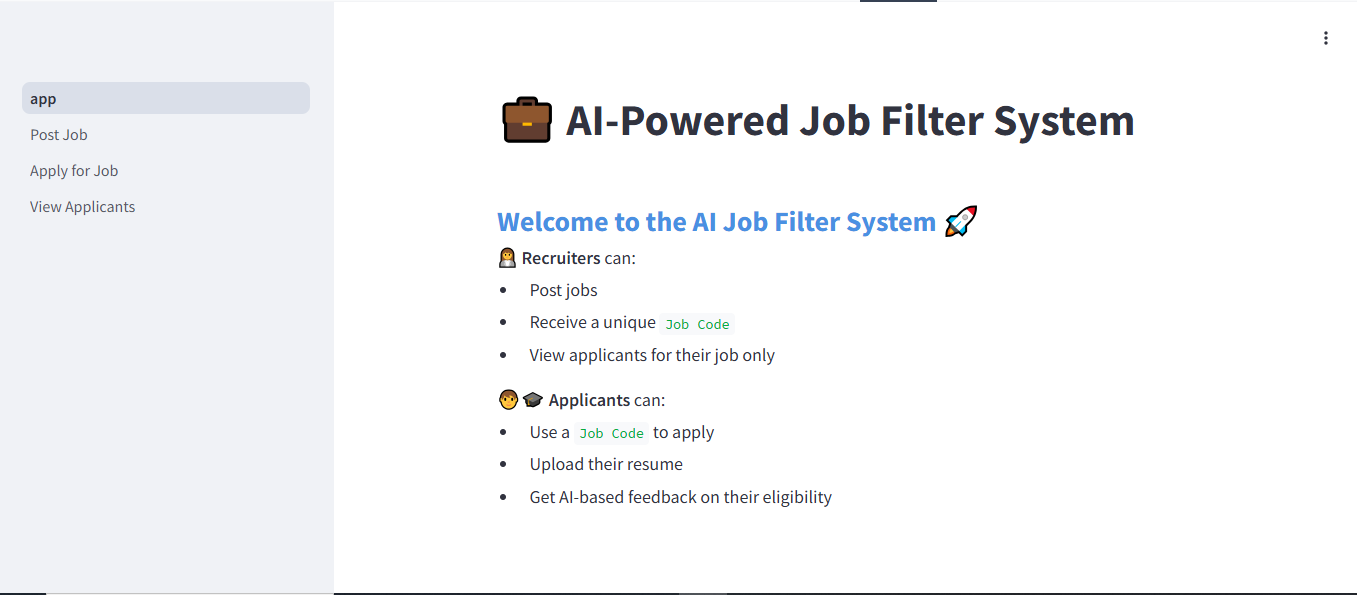 app
Post Job
Apply for Job
View Applicants
AI-Powered Job Filter System
Welcome to the AI Job Filter System
Recruiters can:
Post jobs
Receive a unique Job Code
View applicants for their job only
Applicants can:
Use a Job Code to apply
Upload their resume
Get AI-based feedback on their eligibility